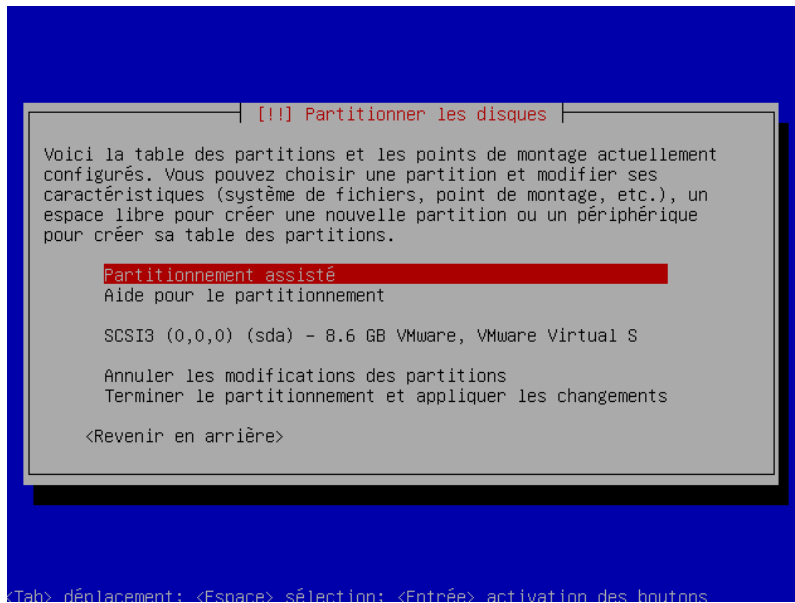 [!!] Partitionner les disques
Voici la table des partitions et les points de montage actuellement
configurés. Vous pouvez choisir une partition et modifier ses
caractéristiques (système de fichiers, point de montage, etc.), un
espace libre pour créer une nouvelle partition ou un périphérique
pour créer sa table des partitions.
Partitionnement assisté
Aide pour le partitionnement
SCSI3 (0,0,0) (sda) - 8.6 GB VMware, VMware Virtual S
Annuler les modifications des partitions
Terminer le partitionnement et appliquer les changements
<Revenir en arrière>
<Tab> déplacement; <Espace> sélection; <Entrée> activation des boutons